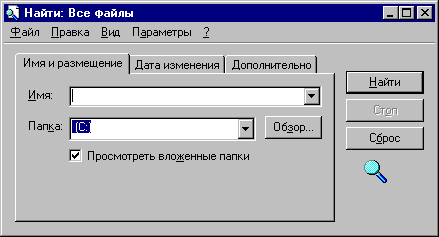 Найти: Все файлы
Файл Правка Вид Параметры ?
Имя и размещение Дата изменения Дополнительно
Имя:
Найти
Стоп
Папка: (C:) Обзор...
Сброс
Просмотреть вложенные папки